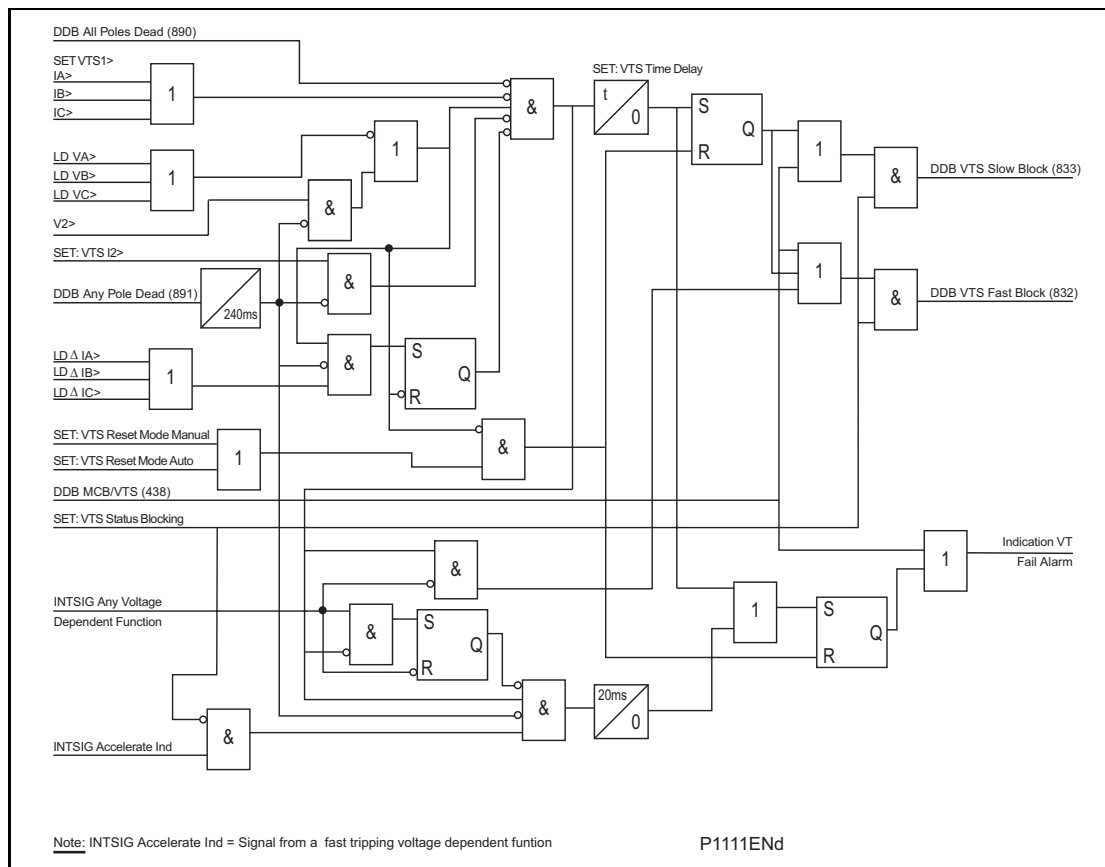 DDB All Poles Dead (890)
SET VTS1>
IA>
IB>
IC>
1
&
SET: VTS Time Delay
t
0
S
Q
R
1
&
DDB VTS Slow Block (833)
LD VA>
LD VB>
LD VC>
1
1
V2>
&
SET: VTS I2>
&
DDB Any Pole Dead (891)
240ms
1
&
DDB VTS Fast Block (832)
LD Δ IA>
LD Δ IB>
LD Δ IC>
1
&
S
Q
R
SET: VTS Reset Mode Manual
SET: VTS Reset Mode Auto
1
&
DDB MCB/VTS (438)
SET: VTS Status Blocking
1
Indication VT
Fail Alarm
&
INTSIG Any Voltage
Dependent Function
&
S
Q
R
1
S
Q
R
&
20ms
0
&
INTSIG Accelerate Ind
Note: INTSIG Accelerate Ind = Signal from a fast tripping voltage dependent funtion
P1111ENd